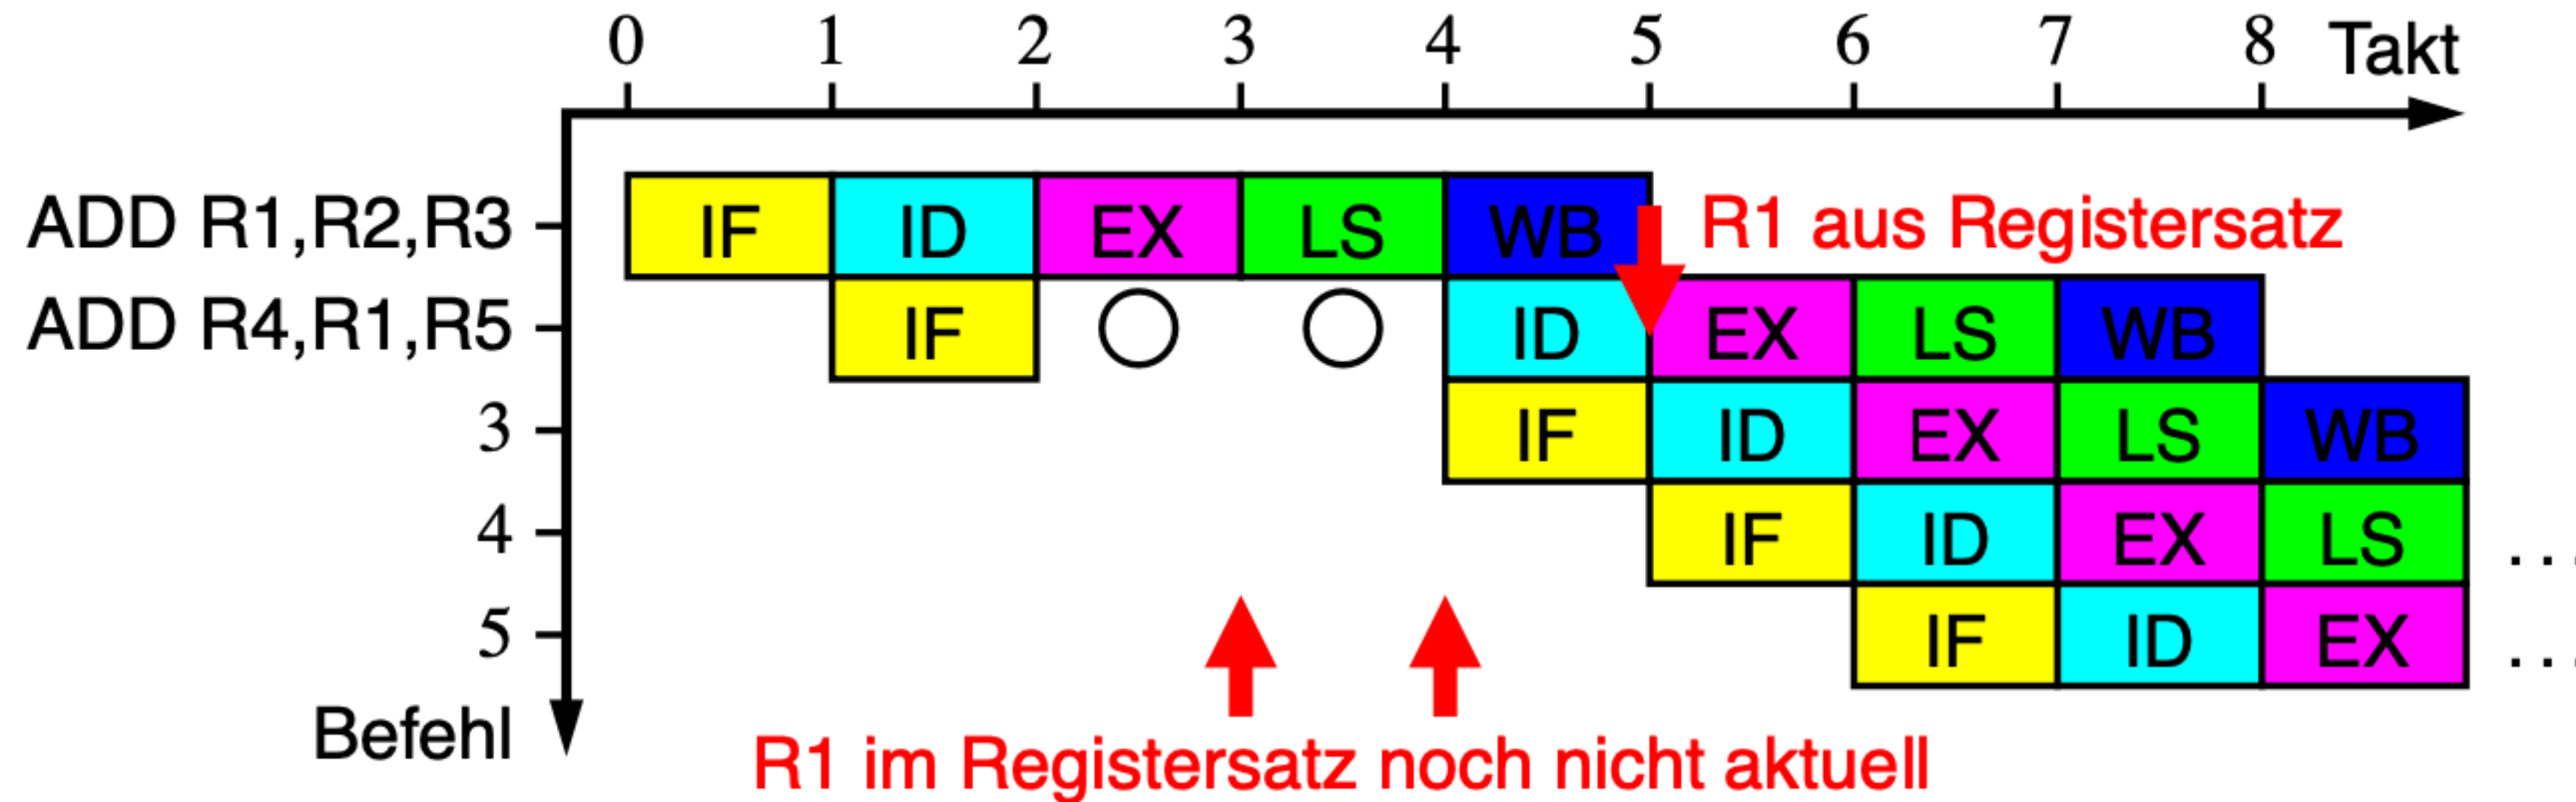 0 1 2 3 4 5 6 7 8 Takt
ADD R1,R2,R3 IF ID EX LS WB R1 aus Registersatz
ADD R4,R1,R5 IF ID EX LS WB
3 IF ID EX LS WB
4 IF ID EX LS ...
5 IF ID EX ...
Befehl
R1 im Registersatz noch nicht aktuell